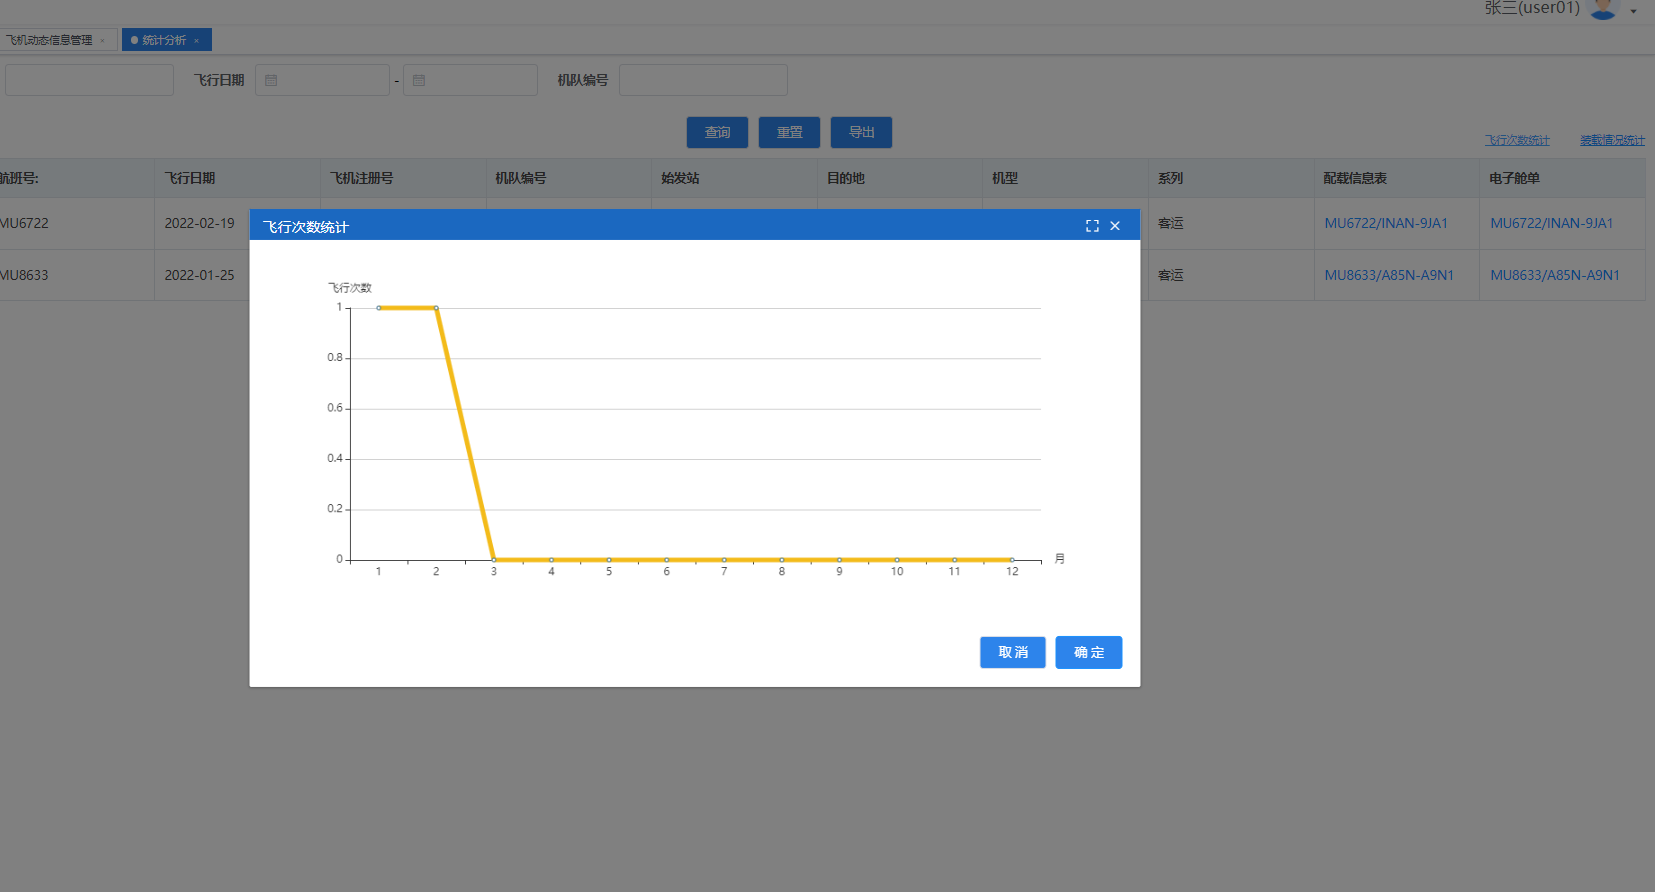 张三(user01)
飞机动态信息管理 ×
统计分析 ×
飞行日期 - 机队编号
查询 重置 导出
飞行次数统计 装载情况统计
航班号: 飞行日期 飞机注册号 机队编号 始发站 目的地 机型 系列 配载信息表 电子舱单
MU6722 2022-02-19 客运 MU6722/INAN-9JA1 MU6722/INAN-9JA1
MU8633 2022-01-25 客运 MU8633/A85N-A9N1 MU8633/A85N-A9N1
飞行次数统计
飞行次数
1
0.8
0.6
0.4
0.2
0
1 2 3 4 5 6 7 8 9 10 11 12 月
取消 确定